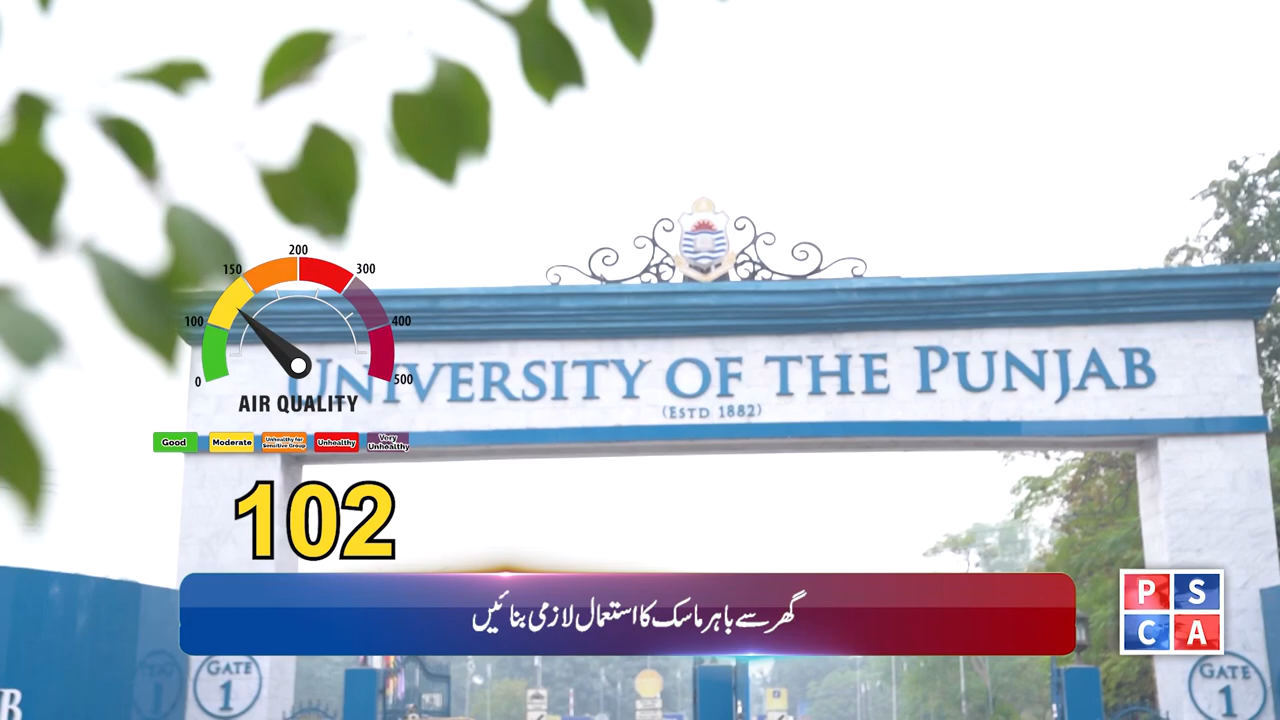 200
150
300
100
400
0
500
AIR QUALITY
UNIVERSITY OF THE PUNJAB
(ESTD 1882)
Good
Moderate
Unhealthy for
Sensitive Group
Unhealthy
Very
Unhealthy
102
گھر سے باہر ماسک کا استعمال لازمی بنائیں
P S
C A
GATE
1
GATE
1